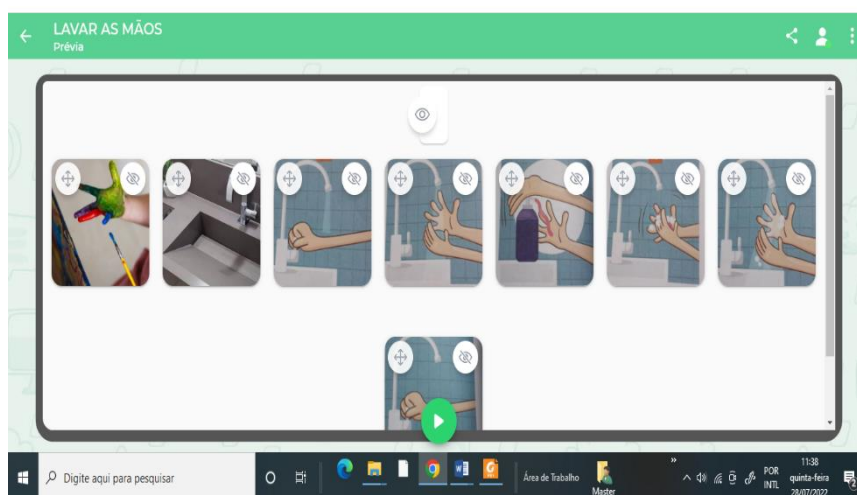 LAVAR AS MÃOS
Prévia
Digite aqui para pesquisar
Área de Trabalho
Master
»
POR
INTL
11:38
quinta-feira
28/07/2022
2